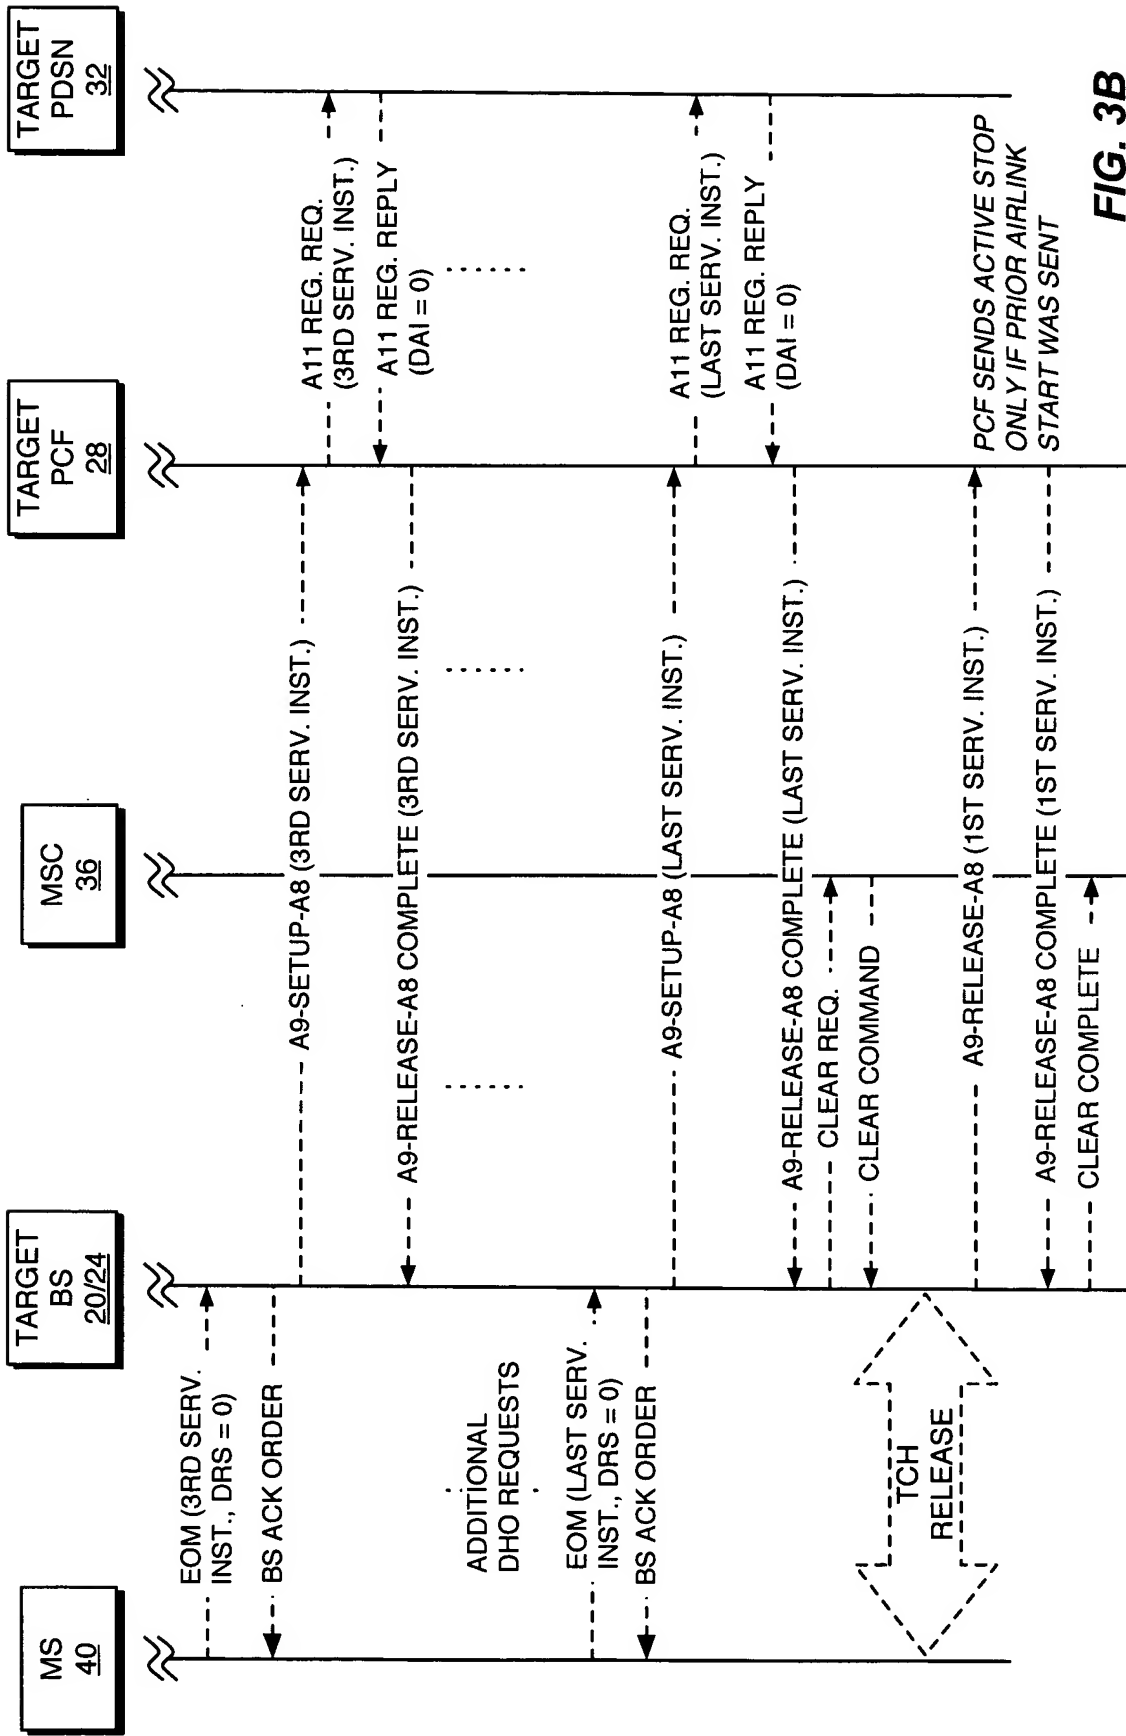 MS
40
TARGET
BS
20/24
MSC
36
TARGET
PCF
28
TARGET
PDSN
32
EOM (3RD SERV.
INST., DRS = 0)
BS ACK ORDER
A9-SETUP-A8 (3RD SERV. INST.)
A11 REG. REQ.
(3RD SERV. INST.)
A11 REG. REPLY
(DAI = 0)
A9-RELEASE-A8 COMPLETE (3RD SERV. INST.)
ADDITIONAL
DHO REQUESTS
EOM (LAST SERV.
INST., DRS = 0)
BS ACK ORDER
A9-SETUP-A8 (LAST SERV. INST.)
A11 REG. REQ.
(LAST SERV. INST.)
A11 REG. REPLY
(DAI = 0)
A9-RELEASE-A8 COMPLETE (LAST SERV. INST.)
CLEAR REQ.
CLEAR COMMAND
TCH
RELEASE
A9-RELEASE-A8 (1ST SERV. INST.)
PCF SENDS ACTIVE STOP
ONLY IF PRIOR AIRLINK
START WAS SENT
A9-RELEASE-A8 COMPLETE (1ST SERV. INST.)
CLEAR COMPLETE
FIG. 3B